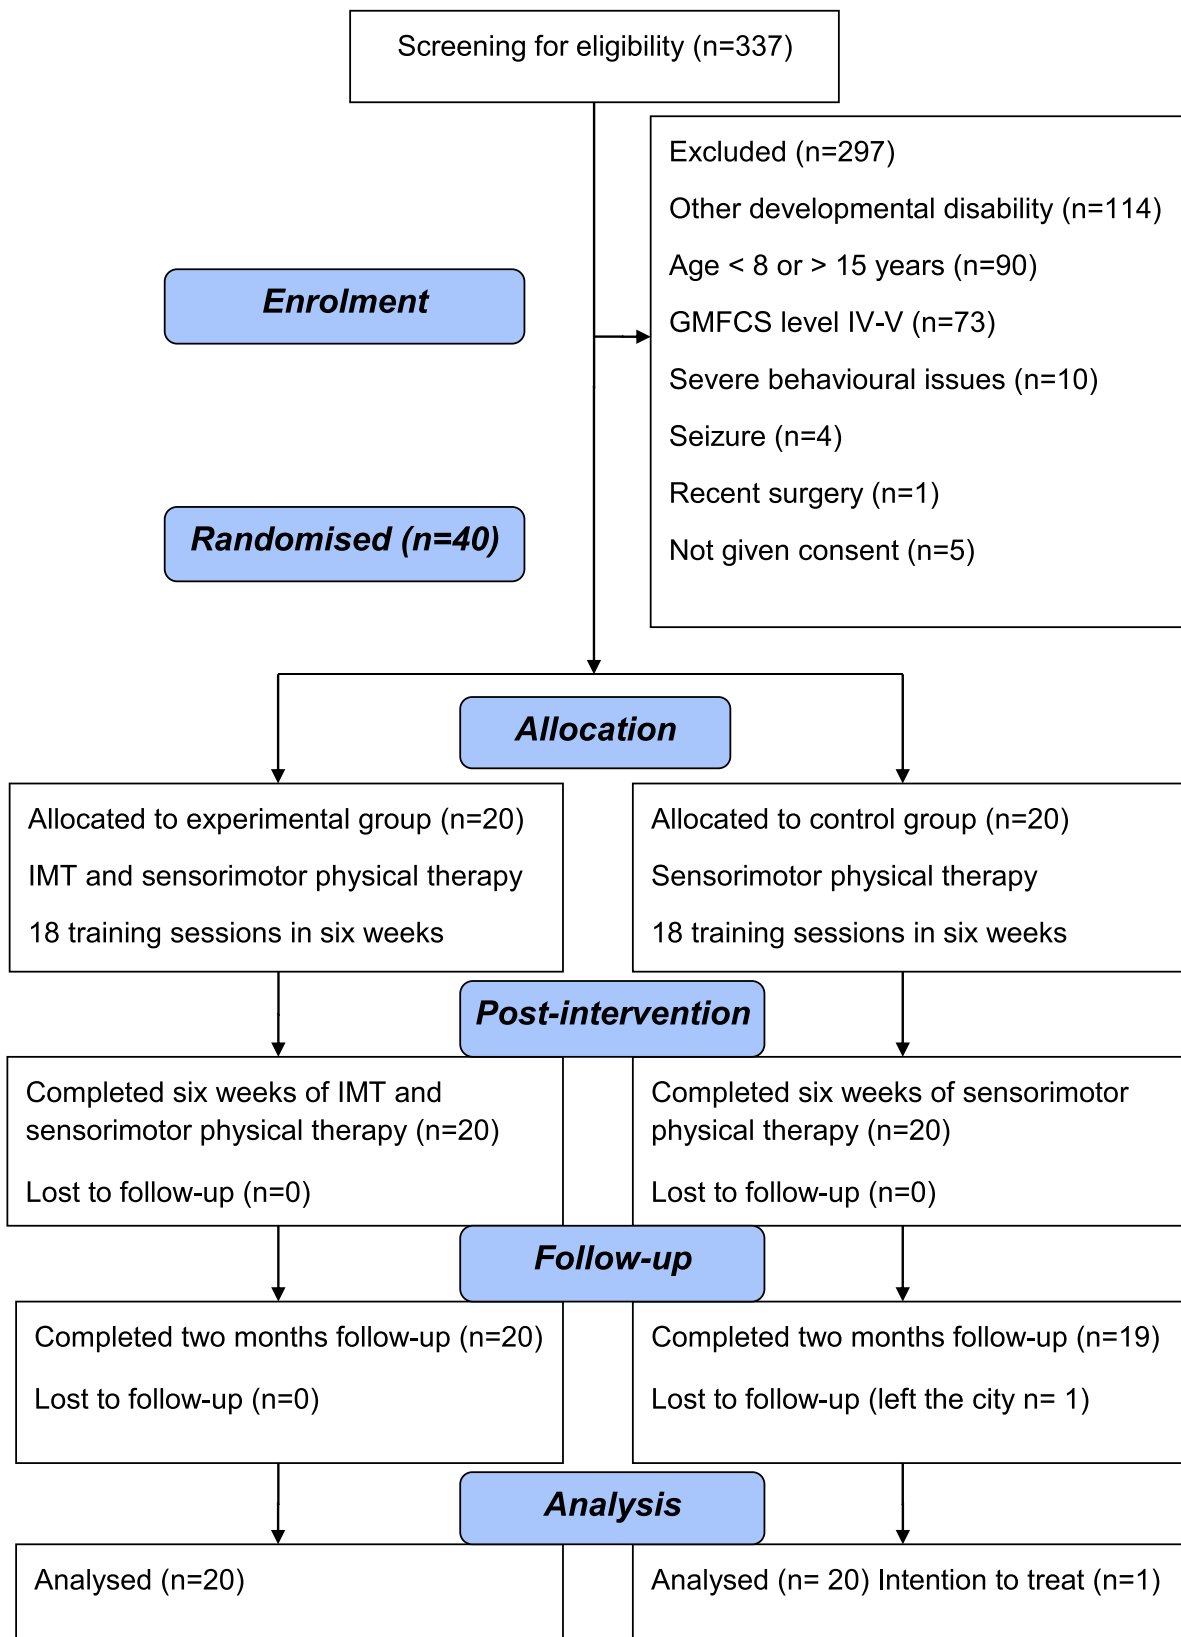 Screening for eligibility (n=337)
Excluded (n=297)
Other developmental disability (n=114)
Age < 8 or > 15 years (n=90)
GMFCS level IV-V (n=73)
Severe behavioural issues (n=10)
Seizure (n=4)
Recent surgery (n=1)
Not given consent (n=5)
Enrolment
Randomised (n=40)
Allocation
Allocated to experimental group (n=20)
IMT and sensorimotor physical therapy
18 training sessions in six weeks
Allocated to control group (n=20)
Sensorimotor physical therapy
18 training sessions in six weeks
Post-intervention
Completed six weeks of IMT and
sensorimotor physical therapy (n=20)
Lost to follow-up (n=0)
Completed six weeks of sensorimotor
physical therapy (n=20)
Lost to follow-up (n=0)
Follow-up
Completed two months follow-up (n=20)
Lost to follow-up (n=0)
Completed two months follow-up (n=19)
Lost to follow-up (left the city n= 1)
Analysis
Analysed (n=20)
Analysed (n= 20) Intention to treat (n=1)